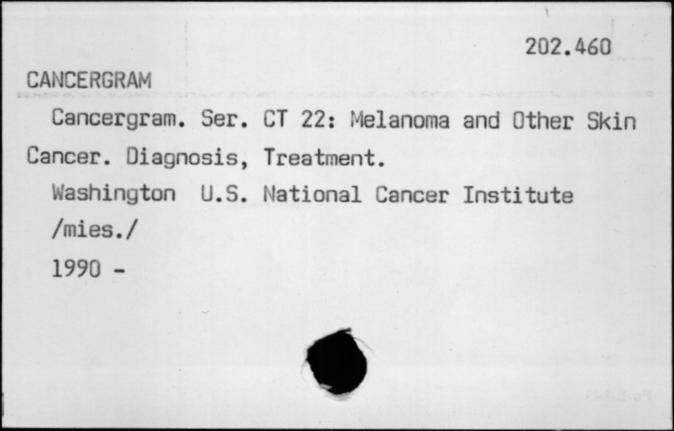 202.460
CANCERGRAM
Cancergram. Ser. CT 22: Melanoma and Other Skin
Cancer. Diagnosis, Treatment.
Washington U.S. National Cancer Institute
/mies./
1990 -